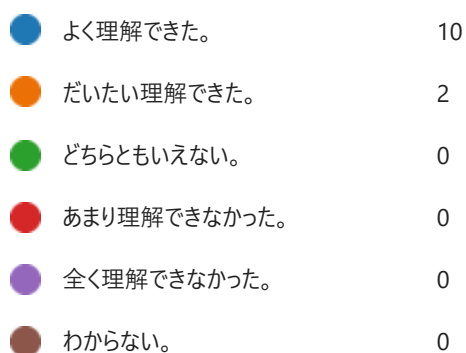 よく理解できた。 10
だいたい理解できた。 2
どちらともいえない。 0
あまり理解できなかった。 0
全く理解できなかった。 0
わからない。 0